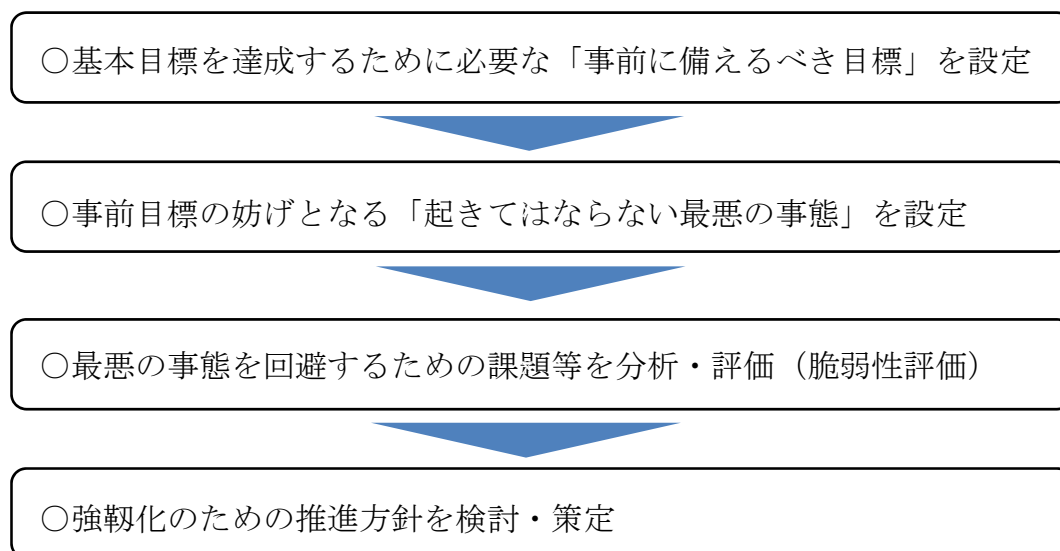 ○基本目標を達成するために必要な「事前に備えるべき目標」を設定
○事前目標の妨げとなる「起きてはならない最悪の事態」を設定
○最悪の事態を回避するための課題等を分析・評価（脆弱性評価）
○強靱化のための推進方針を検討・策定